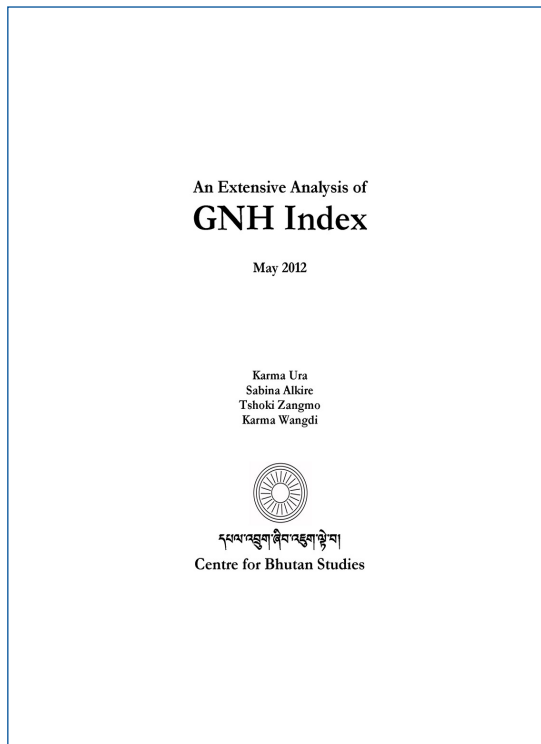 An Extensive Analysis of
GNH Index
May 2012
Karma Ura
Sabina Alkire
Tshoki Zangmo
Karma Wangdi
དཔལ་འབྲུག་ཞིབ་འཇུག་ལྟེ་བ།
Centre for Bhutan Studies